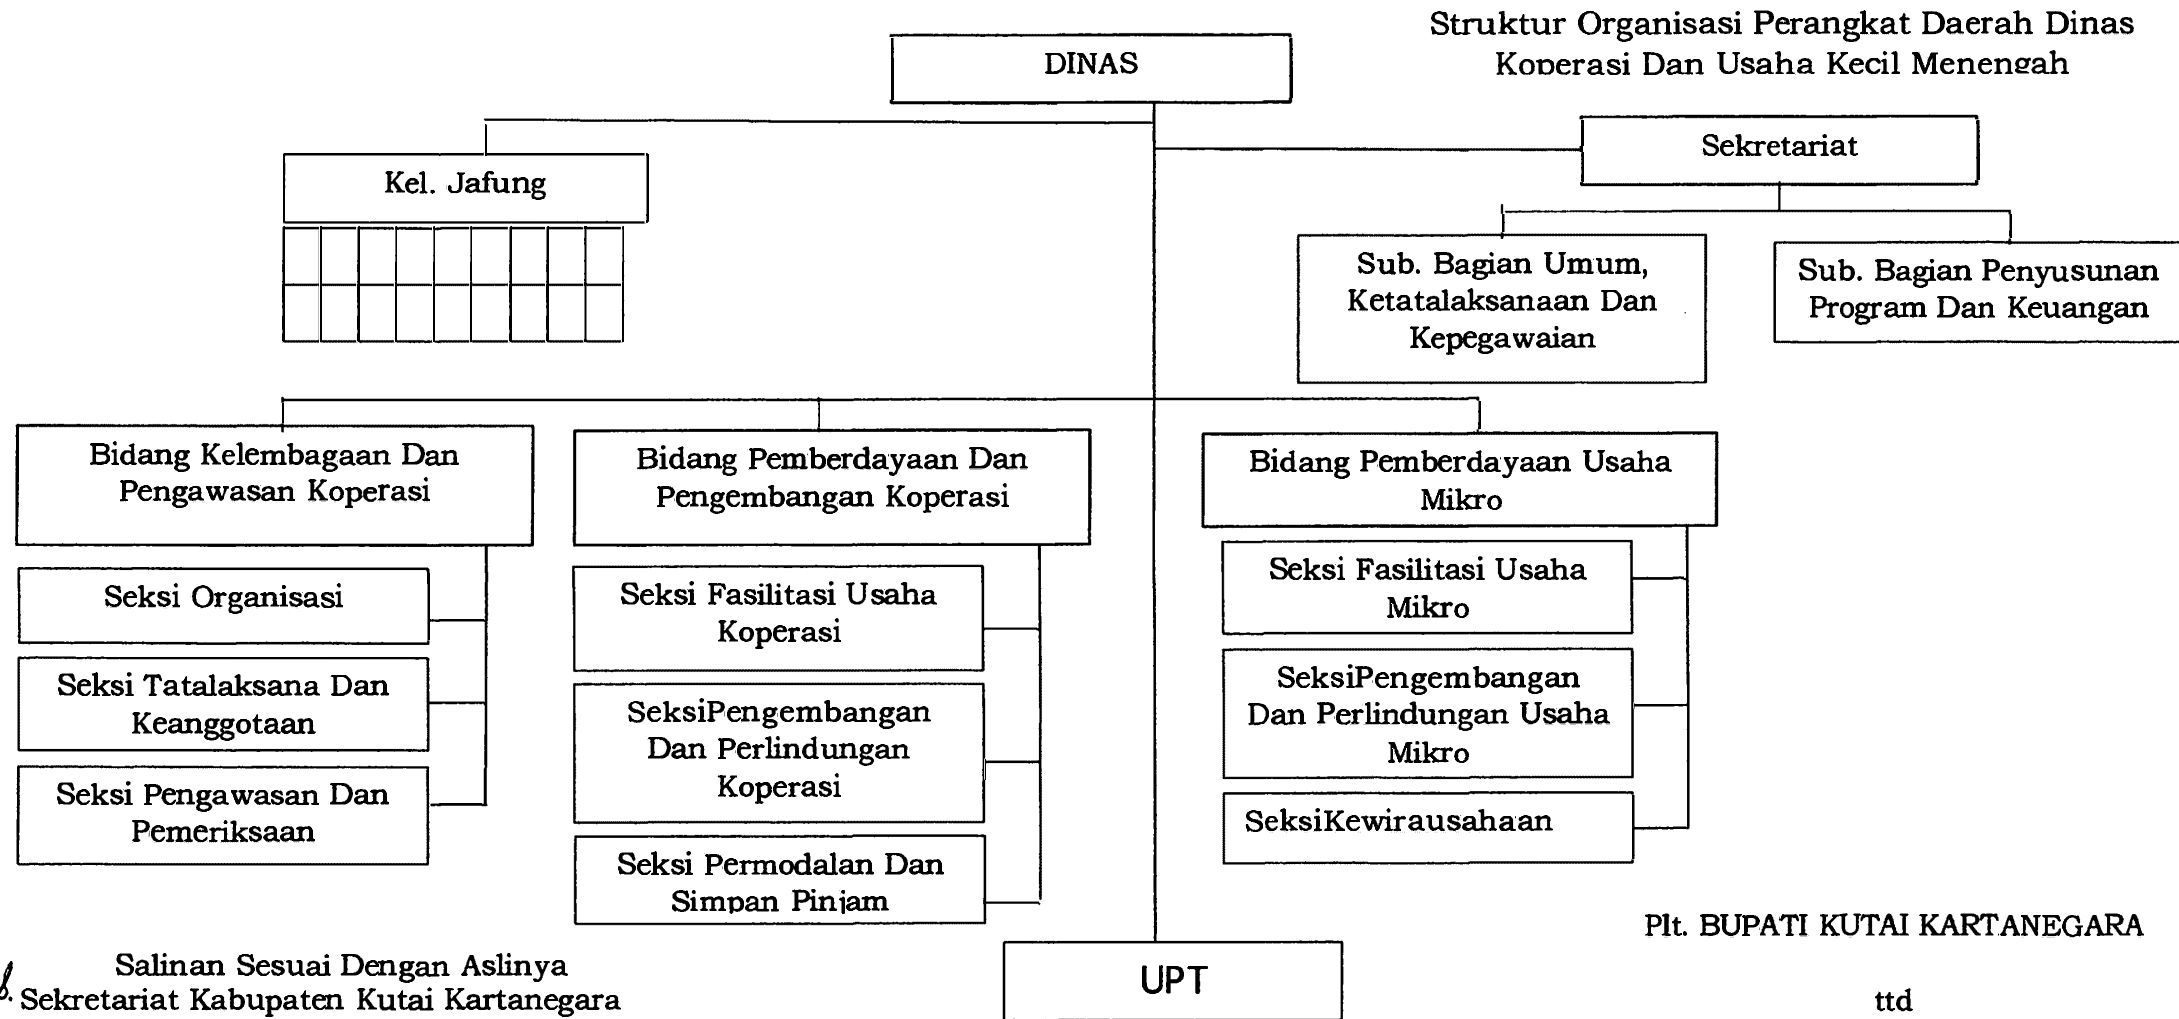 Struktur Organisasi Perangkat Daerah Dinas
Koperasi Dan Usaha Kecil Menengah
DINAS
Kel. Jafung
Sekretariat
Sub. Bagian Umum,
Ketatalaksanaan Dan
Kepegawaian
Sub. Bagian Penyusunan
Program Dan Keuangan
Bidang Kelembagaan Dan
Pengawasan Koperasi
Seksi Organisasi
Seksi Tatalaksana Dan
Keanggotaan
Seksi Pengawasan Dan
Pemeriksaan
Bidang Pemberdayaan Dan
Pengembangan Koperasi
Seksi Fasilitasi Usaha
Koperasi
SeksiPengembangan
Dan Perlindungan
Koperasi
Seksi Permodalan Dan
Simpan Pinjam
Bidang Pemberdayaan Usaha
Mikro
Seksi Fasilitasi Usaha
Mikro
SeksiPengembangan
Dan Perlindungan Usaha
Mikro
SeksiKewirausahaan
UPT
Plt. BUPATI KUTAI KARTANEGARA
ttd
Salinan Sesuai Dengan Aslinya
Sekretariat Kabupaten Kutai Kartanegara